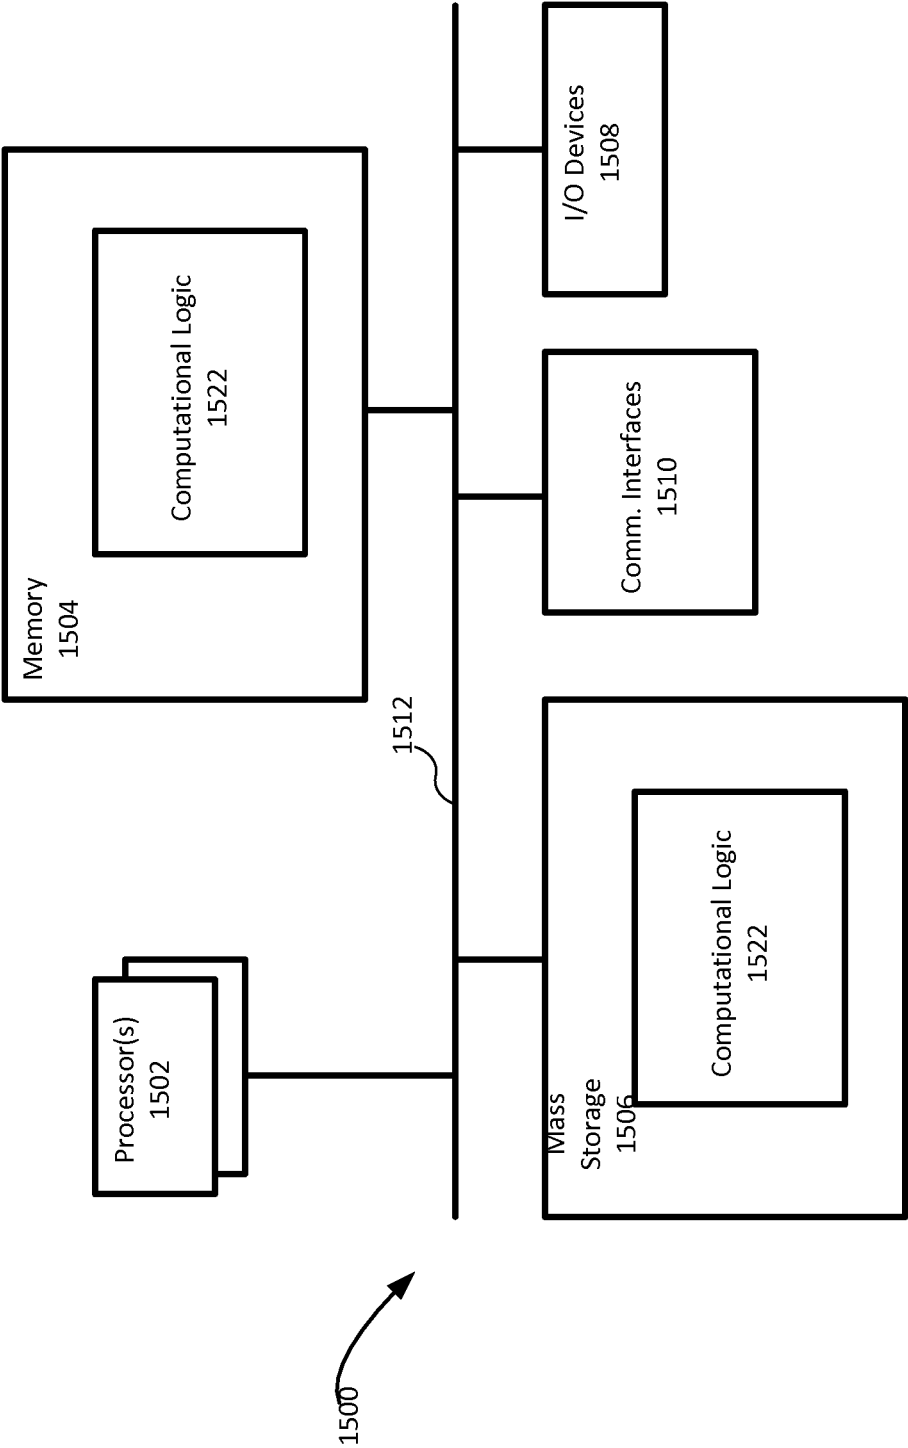 Processor(s)
1502
Memory
1504
Computational Logic
1522
1512
Mass
Storage
1506
Computational Logic
1522
Comm. Interfaces
1510
I/O Devices
1508
1500